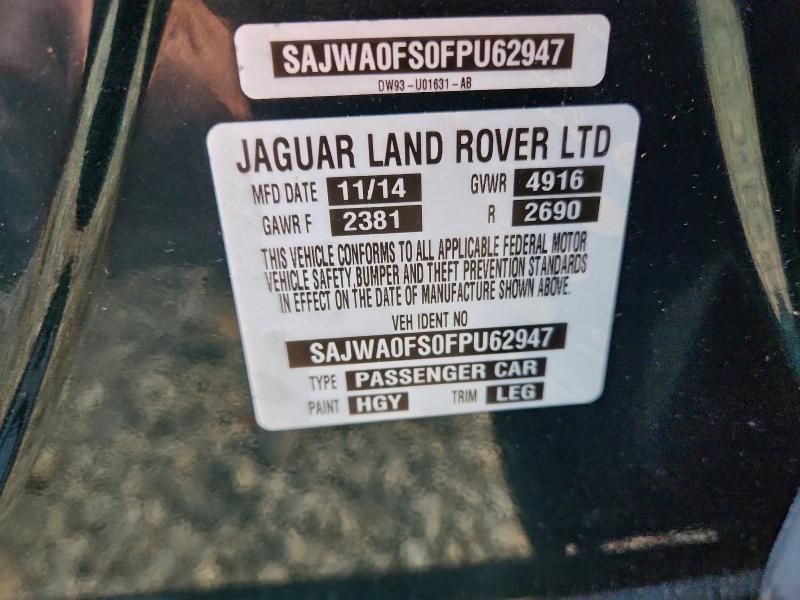 SAJWA0FS0FPU62947
DW93-U01631-AB
JAGUAR LAND ROVER LTD
MFD DATE 11/14 GVWR 4916
GAWR F 2381 R 2690
THIS VEHICLE CONFORMS TO ALL APPLICABLE FEDERAL MOTOR
VEHICLE SAFETY,BUMPER AND THEFT PREVENTION STANDARDS
IN EFFECT ON THE DATE OF MANUFACTURE SHOWN ABOVE.
VEH IDENT NO
SAJWA0FS0FPU62947
TYPE PASSENGER CAR
PAINT HGY TRIM LEG